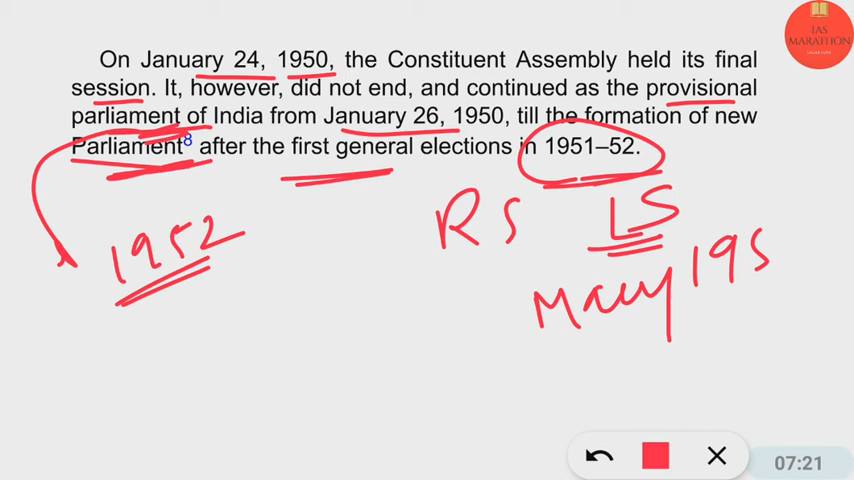 IAS
MARATHON
On January 24, 1950, the Constituent Assembly held its final
session. It, however, did not end, and continued as the provisional
parliament of India from January 26, 1950, till the formation of new
Parliament8 after the first general elections in 1951–52.
RS LS
1952
May 195
07:21